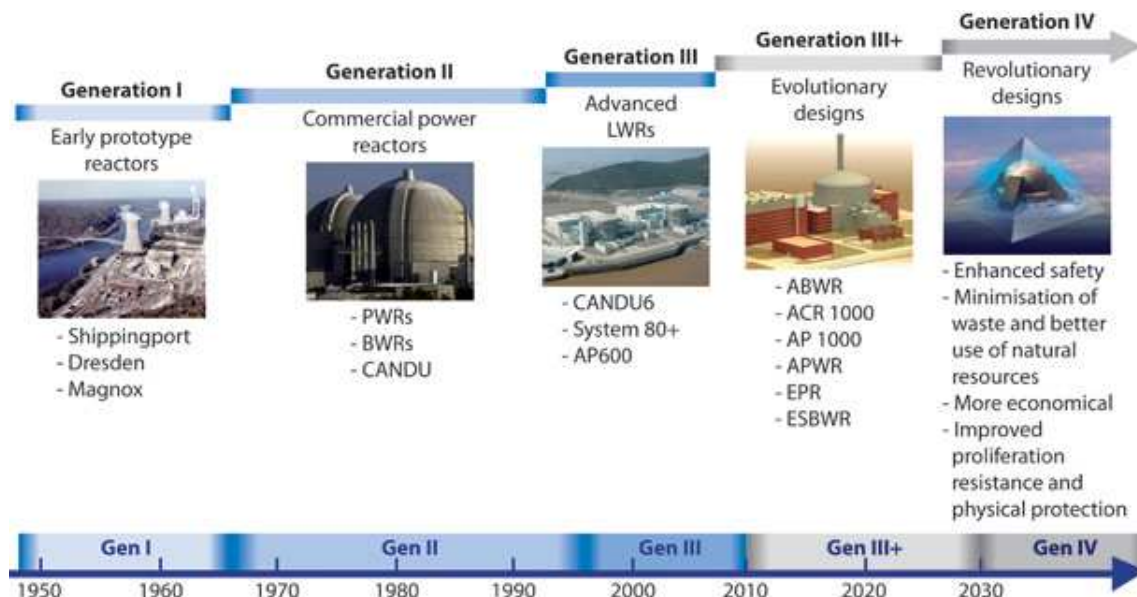 Generation I
Early prototype
reactors
- Shippingport
- Dresden
- Magnox
Generation II
Commercial power
reactors
- PWRs
- BWRs
- CANDU
Generation III
Advanced
LWRs
- CANDU6
- System 80+
- AP600
Generation III+
Evolutionary
designs
- ABWR
- ACR 1000
- AP 1000
- APWR
- EPR
- ESBWR
Generation IV
Revolutionary
designs
- Enhanced safety
- Minimisation of
waste and better
use of natural
resources
- More economical
- Improved
proliferation
resistance and
physical protection
Gen I Gen II Gen III Gen III+ Gen IV
1950 1960 1970 1980 1990 2000 2010 2020 2030